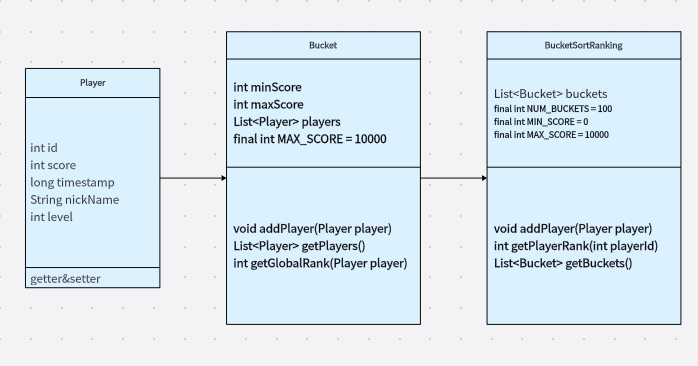 Player
int id
int score
long timestamp
String nickName
int level
getter&setter
Bucket
int minScore
int maxScore
List<Player> players
final int MAX_SCORE = 10000
void addPlayer(Player player)
List<Player> getPlayers()
int getGlobalRank(Player player)
BucketSortRanking
List<Bucket> buckets
final int NUM_BUCKETS = 100
final int MIN_SCORE = 0
final int MAX_SCORE = 10000
void addPlayer(Player player)
int getPlayerRank(int playerId)
List<Bucket> getBuckets()